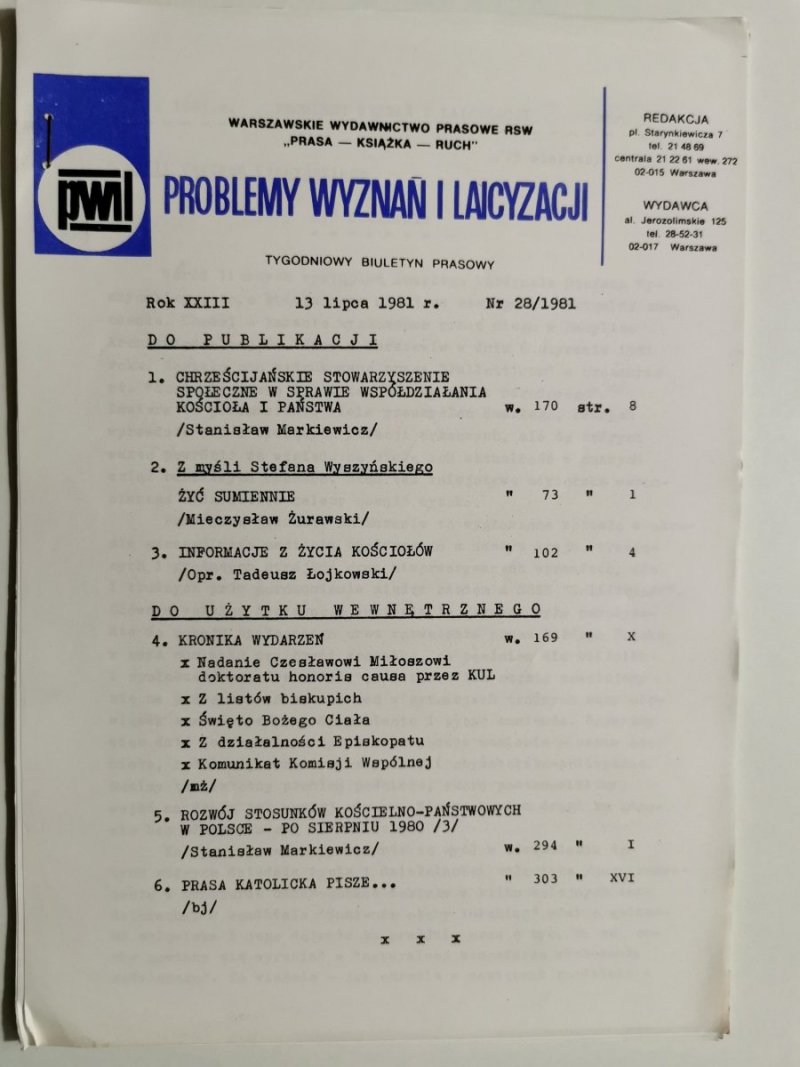 pwl
WARSZAWSKIE WYDAWNICTWO PRASOWE RSW
„PRASA — KSIĄŻKA — RUCH"
PROBLEMY WYZNAŃ I LAICYZACJI
TYGODNIOWY BIULETYN PRASOWY
REDAKCJA
pl. Starynkiewicza 7
tel. 21 48 69
centrala 21 22 61 wew. 272
02-015 Warszawa
WYDAWCA
al. Jerozolimskie 125
tel. 28-52-31
02-017 Warszawa
Rok XXIII 13 lipca 1981 r. Nr 28/1981
DO PUBLIKACJI
1. CHRZEŚCIJAŃSKIE STOWARZYSZENIE
SPOŁECZNE W SPRAWIE WSPÓŁDZIAŁANIA
KOŚCIOŁA I PAŃSTWA w. 170 str. 8
/Stanisław Markiewicz/
2. Z myśli Stefana Wyszyńskiego
ŻYĆ SUMIENNIE " 73 " 1
/Mieczysław Żurawski/
3. INFORMACJE Z ŻYCIA KOŚCIOŁÓW " 102 " 4
/Opr. Tadeusz Łojkowski/
DO UŻYTKU WEWNĘTRZNEGO
4. KRONIKA WYDARZEŃ w. 169 " X
x Nadanie Czesławowi Miłoszowi
doktoratu honoris causa przez KUL
x Z listów biskupich
x Święto Bożego Ciała
x Z działalności Episkopatu
x Komunikat Komisji Wspólnej
/mż/
5. ROZWÓJ STOSUNKÓW KOŚCIELNO-PAŃSTWOWYCH
W POLSCE - PO SIERPNIU 1980 /3/
/Stanisław Markiewicz/ w. 294 " I
6. PRASA KATOLICKA PISZE... " 303 " XVI
/bj/
x x x